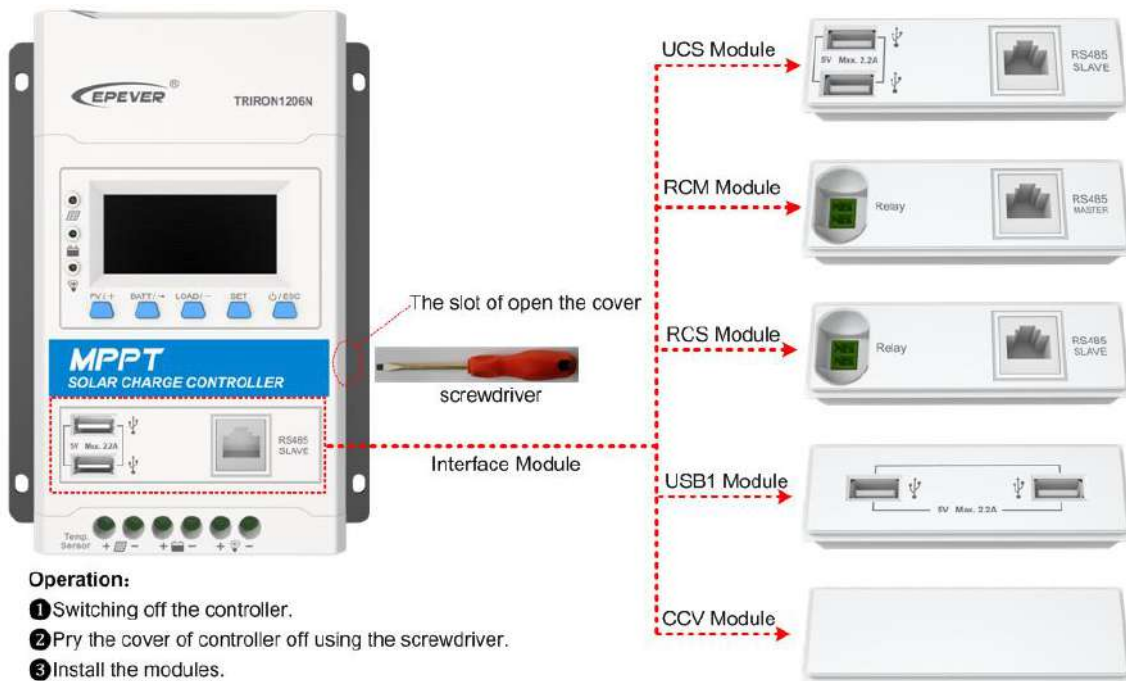 EPEVER®
TRIRON1206N
PV / +
BATT / →
LOAD / −
SET
⏻ / ESC
MPPT
SOLAR CHARGE CONTROLLER
5V Max. 2.2A
RS485
SLAVE
Temp.
Sensor
+ − + − + −
The slot of open the cover
screwdriver
Interface Module
UCS Module
5V Max. 2.2A
RS485
SLAVE
RCM Module
Relay
RS485
MASTER
RCS Module
Relay
RS485
SLAVE
USB1 Module
5V Max. 2.2A
CCV Module
Operation:
❶Switching off the controller.
❷Pry the cover of controller off using the screwdriver.
❸Install the modules.